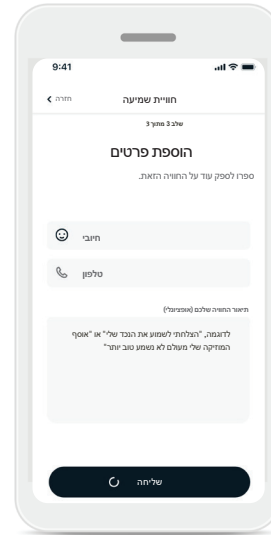 9:41
חזרה
חוויית שמיעה
שלב 3 מתוך 3
הוספת פרטים
ספרו לספק עוד על החוויה הזאת.
חיובי
טלפון
תיאור החוויה שלכם (אופציונלי)
לדוגמה, "הצלחתי לשמוע את הנכד שלי" או "אוסף
המוזיקה שלי מעולם לא נשמע טוב יותר"
שליחה